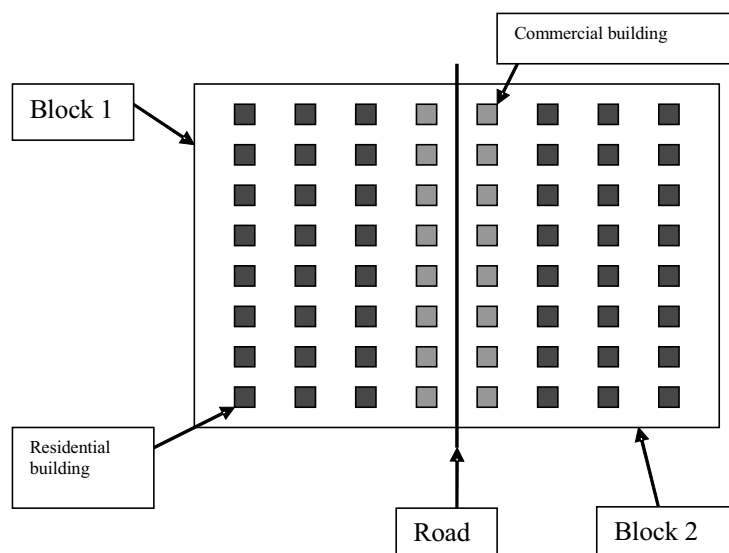 Commercial building
Block 1
Residential
building
Road
Block 2